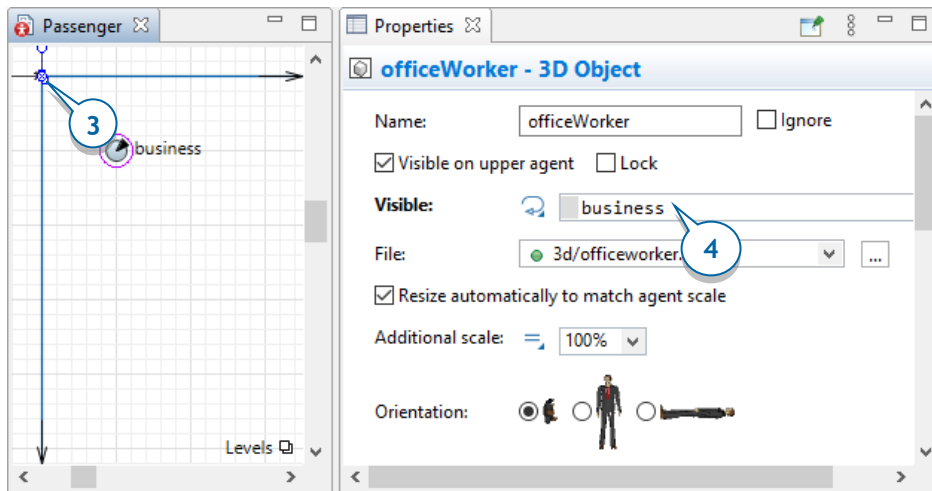 Passenger
3
business
Levels
Properties
officeWorker - 3D Object
Name:
officeWorker
Ignore
Visible on upper agent
Lock
Visible:
business
4
File:
3d/officeworker.
...
Resize automatically to match agent scale
Additional scale:
100%
Orientation: